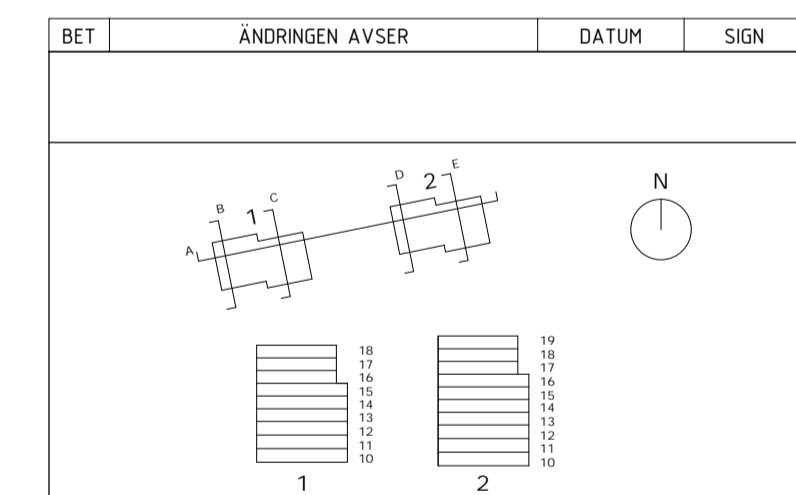 BET ÄNDRINGEN AVSER DATUM SIGN
E
D 2 N
C
B 1
A
19
18 18
17 17
16 16
15 15
14 14
13 13
12 12
11 11
10 10
1 2